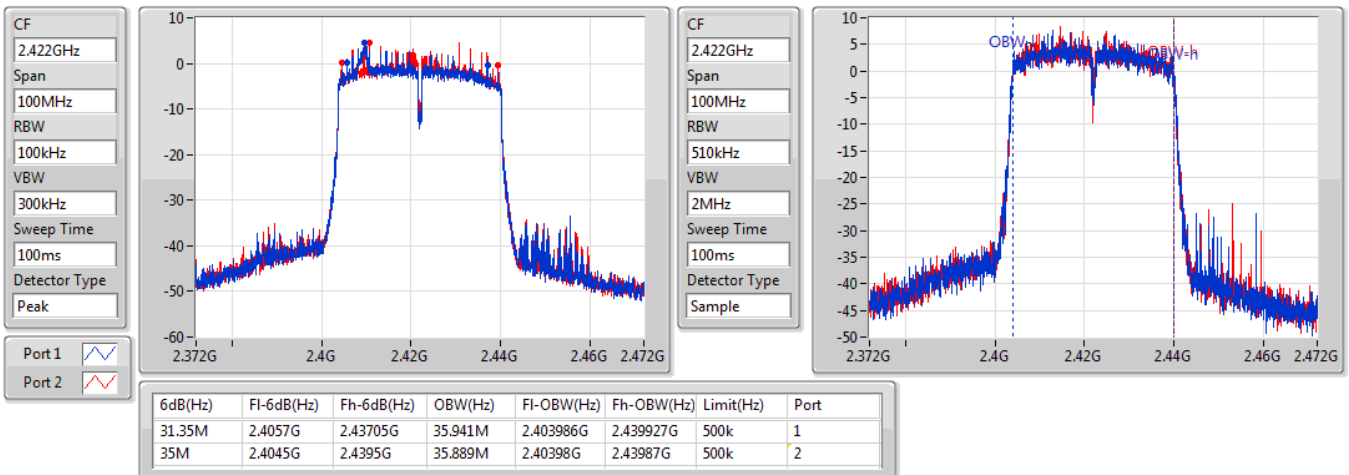 CF
2.422GHz
Span
100MHz
RBW
100kHz
VBW
300kHz
Sweep Time
100ms
Detector Type
Peak
10
0
-10
-20
-30
-40
-50
-60
2.372G 2.4G 2.42G 2.44G 2.46G 2.472G
CF
2.422GHz
Span
100MHz
RBW
510kHz
VBW
2MHz
Sweep Time
100ms
Detector Type
Sample
10
5
0
-5
-10
-15
-20
-25
-30
-35
-40
-45
-50
OBW-l OBW-h
2.372G 2.4G 2.42G 2.44G 2.46G 2.472G
Port 1
Port 2
6dB(Hz) Fl-6dB(Hz) Fh-6dB(Hz) OBW(Hz) Fl-OBW(Hz) Fh-OBW(Hz) Limit(Hz) Port
31.35M 2.4057G 2.43705G 35.941M 2.403986G 2.439927G 500k 1
35M 2.4045G 2.4395G 35.889M 2.40398G 2.43987G 500k 2